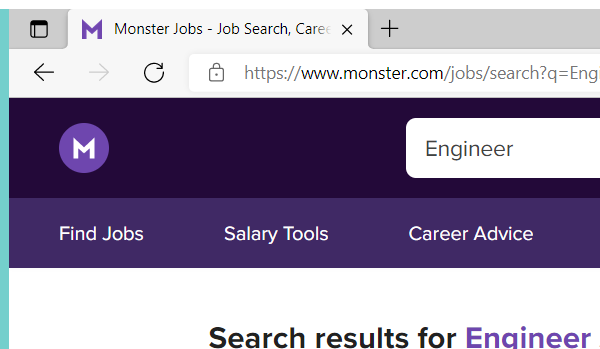 Monster Jobs - Job Search, Caree
https://www.monster.com/jobs/search?q=Eng
M
Engineer
Find Jobs
Salary Tools
Career Advice
Search results for Engineer